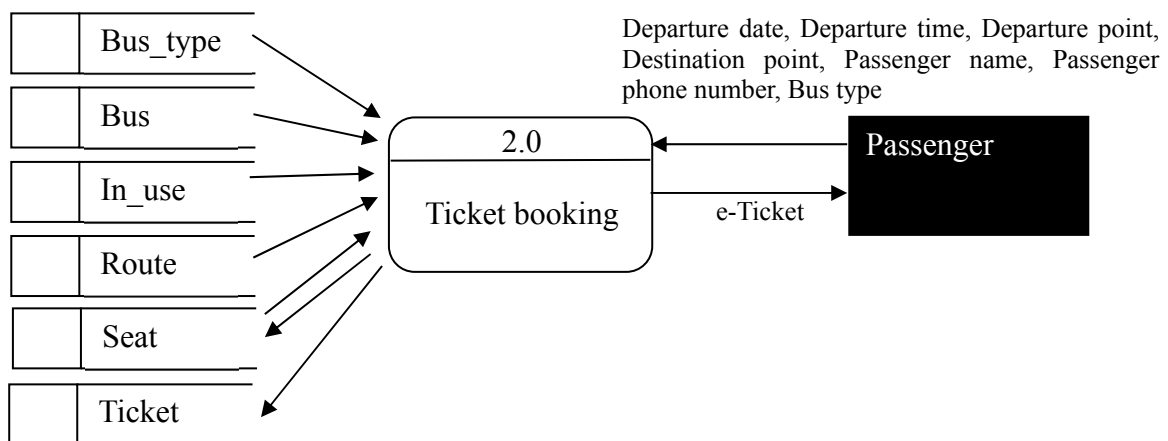 Bus_type
Bus
In_use
Route
Seat
Ticket
2.0
Ticket booking
Departure date, Departure time, Departure point,
Destination point, Passenger name, Passenger
phone number, Bus type
Passenger
e-Ticket